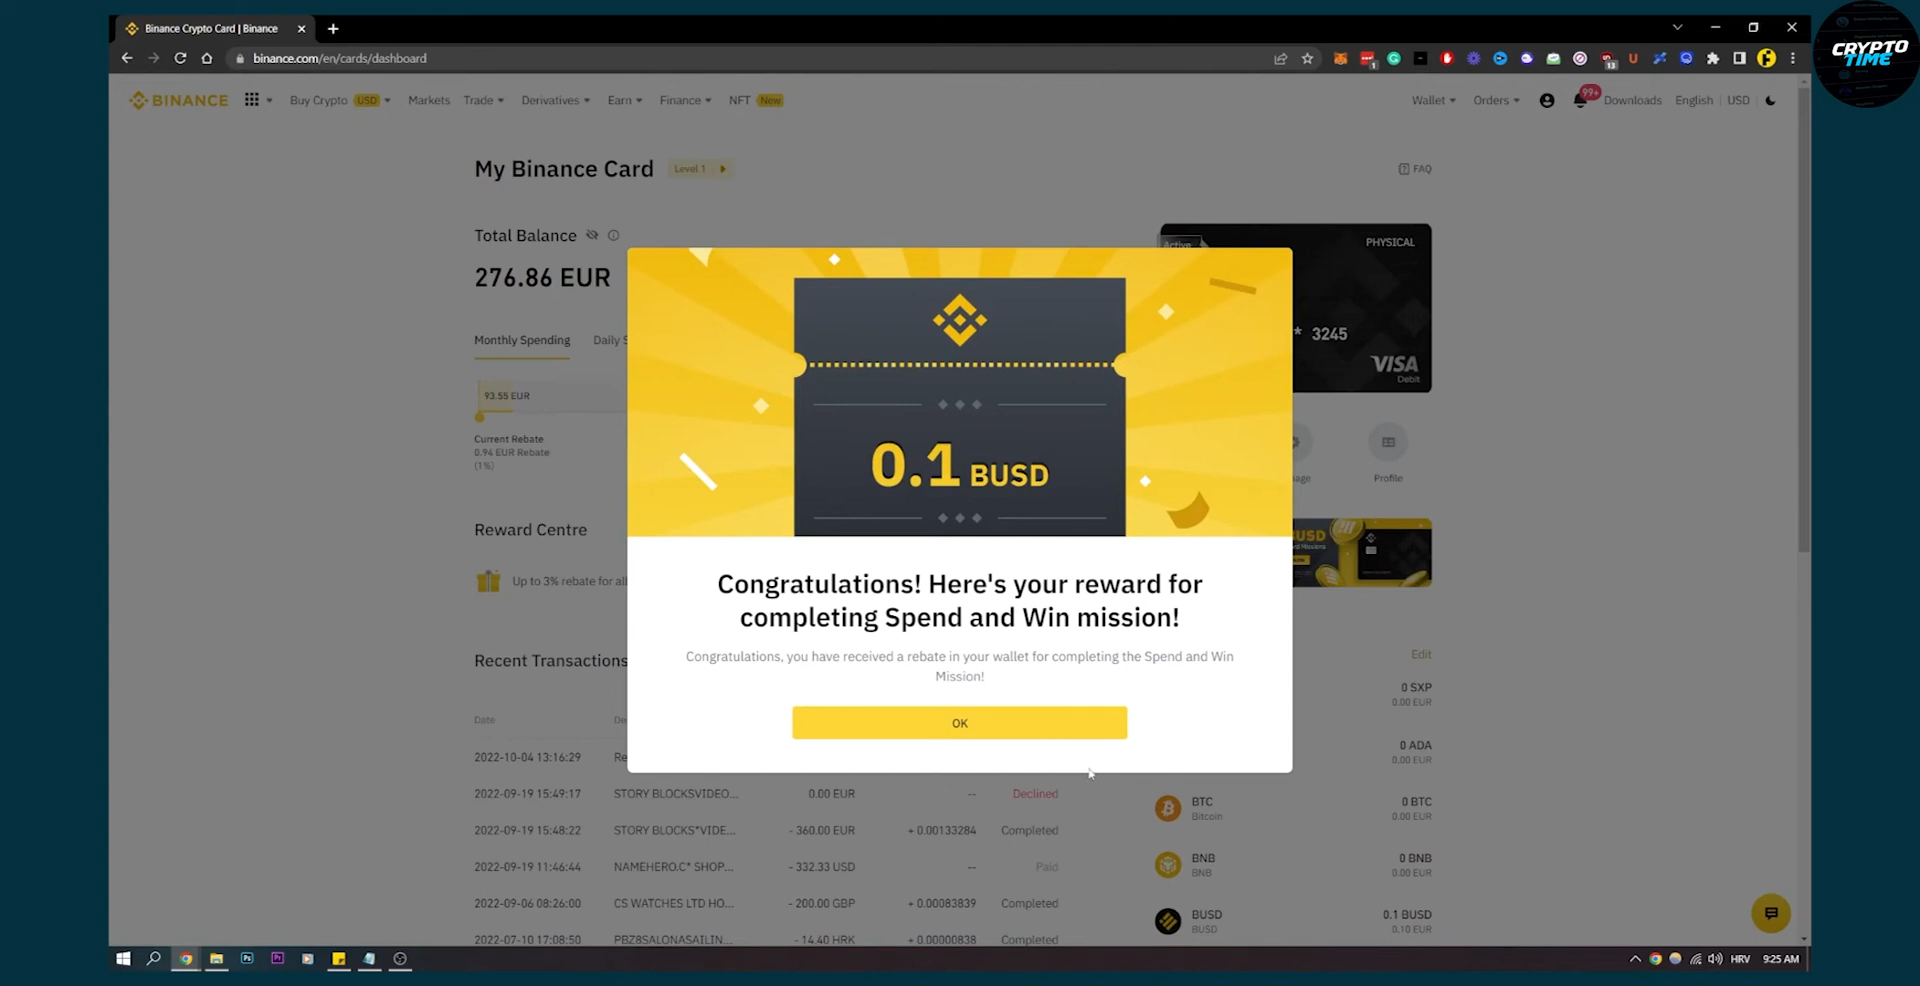 Binance Crypto Card | Binance
CRYPTO
TIME
binance.com/en/cards/dashboard
1
13
BINANCE
Buy Crypto USD
Markets
Trade
Derivatives
Earn
Finance
NFT New
Wallet
Orders
99+
Downloads
English
USD
My Binance Card
Level 1
FAQ
Total Balance
276.86 EUR
Active
PHYSICAL
* 3245
VISA
Debit
Monthly Spending
Daily S
93.55 EUR
Current Rebate
0.94 EUR Rebate
(1%)
0.1 BUSD
Profile
Reward Centre
BUSD
Up to 3% rebate for all
Congratulations! Here's your reward for
completing Spend and Win mission!
Congratulations, you have received a rebate in your wallet for completing the Spend and Win
Mission!
OK
Recent Transactions
Edit
0 SXP
0.00 EUR
Date
De
2022-10-04 13:16:29 Re
0 ADA
0.00 EUR
2022-09-19 15:49:17 STORY BLOCKSVIDEO... 0.00 EUR -- Declined
BTC 0 BTC
Bitcoin 0.00 EUR
2022-09-19 15:48:22 STORY BLOCKS*VIDE... - 360.00 EUR + 0.00133284 Completed
2022-09-19 11:46:44 NAMEHERO.C* SHOP... - 332.33 USD -- Paid
BNB 0 BNB
BNB 0.00 EUR
2022-09-06 08:26:00 CS WATCHES LTD HO... - 200.00 GBP + 0.00083839 Completed
BUSD 0.1 BUSD
BUSD 0.10 EUR
2022-07-10 17:08:50 PBZ8SALONASAILIN... - 14.40 HRK + 0.00000838 Completed
Ps
Pr
HRV
9:25 AM